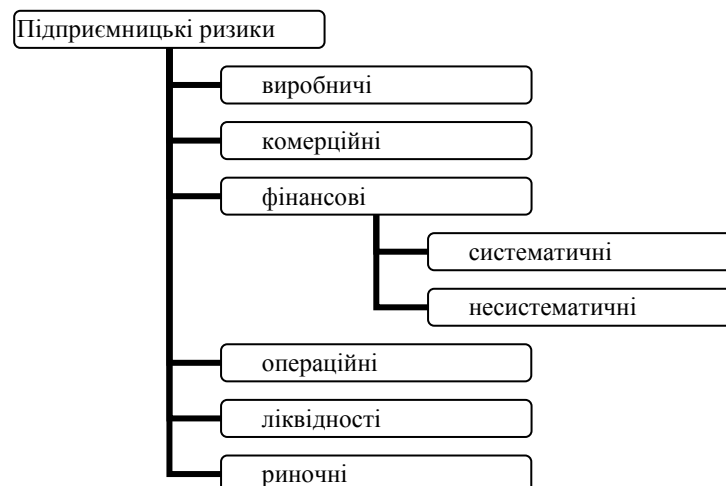 Підприємницькі ризики
виробничі
комерційні
фінансові
систематичні
несистематичні
операційні
ліквідності
риночні